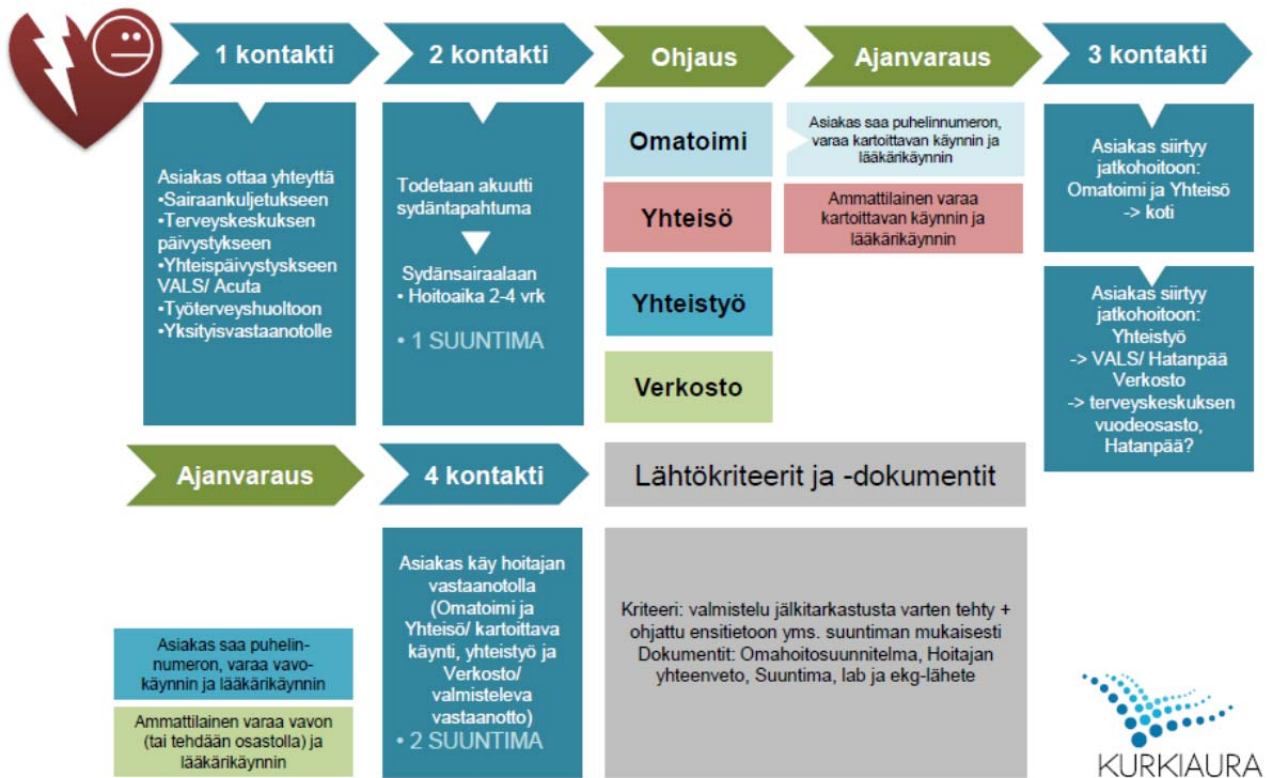 1 kontakti
2 kontakti
Ohjaus
Ajanvaraus
3 kontakti
Asiakas ottaa yhteyttä
•Sairaankuljetukseen
•Terveyskeskuksen
päivystykseen
•Yhteispäivystykseen
VALS/ Acuta
•Työterveyshuoltoon
•Yksityisvastaanotolle
Todetaan akuutti
sydäntapahtuma
Sydänsairaalaan
• Hoitoaika 2-4 vrk
• 1 SUUNTIMA
Omatoimi
Yhteisö
Yhteistyö
Verkosto
Asiakas saa puhelinnumeron,
varaa kartoittavan käynnin ja
lääkärikäynnin
Ammattilainen varaa
kartoittavan käynnin ja
lääkärikäynnin
Asiakas siirtyy
jatkohoitoon:
Omatoimi ja Yhteisö
-> koti
Asiakas siirtyy
jatkohoitoon:
Yhteistyö
-> VALS/ Hatanpää
Verkosto
-> terveyskeskuksen
vuodeosasto,
Hatanpää?
Ajanvaraus
4 kontakti
Lähtökriteerit ja -dokumentit
Asiakas saa puhelin-
numeron, varaa vavo-
käynnin ja lääkärikäynnin
Ammattilainen varaa vavon
(tai tehdään osastolla) ja
lääkärikäynnin
Asiakas käy hoitajan
vastaanotolla
(Omatoimi ja
Yhteisö/ kartoittava
käynti, yhteistyö ja
Verkosto/
valmisteleva
vastaanotto)
• 2 SUUNTIMA
Kriteeri: valmistelu jälkitarkastusta varten tehty +
ohjattu ensitietoon yms. suuntiman mukaisesti
Dokumentit: Omahoitosuunnitelma, Hoitajan
yhteenveto, Suuntima, lab ja ekg-lähete
KURKIAURA